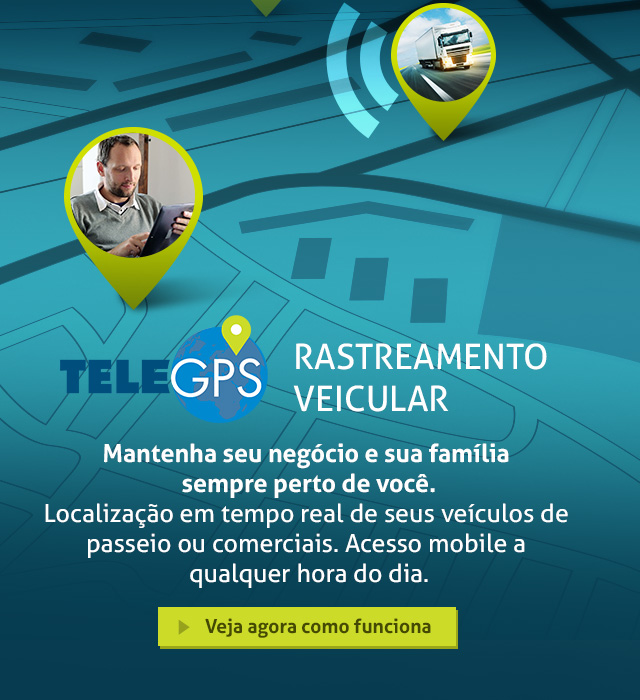 TELEGPS
RASTREAMENTO
VEICULAR
Mantenha seu negócio e sua família
sempre perto de você.
Localização em tempo real de seus veículos de
passeio ou comerciais. Acesso mobile a
qualquer hora do dia.
Veja agora como funciona